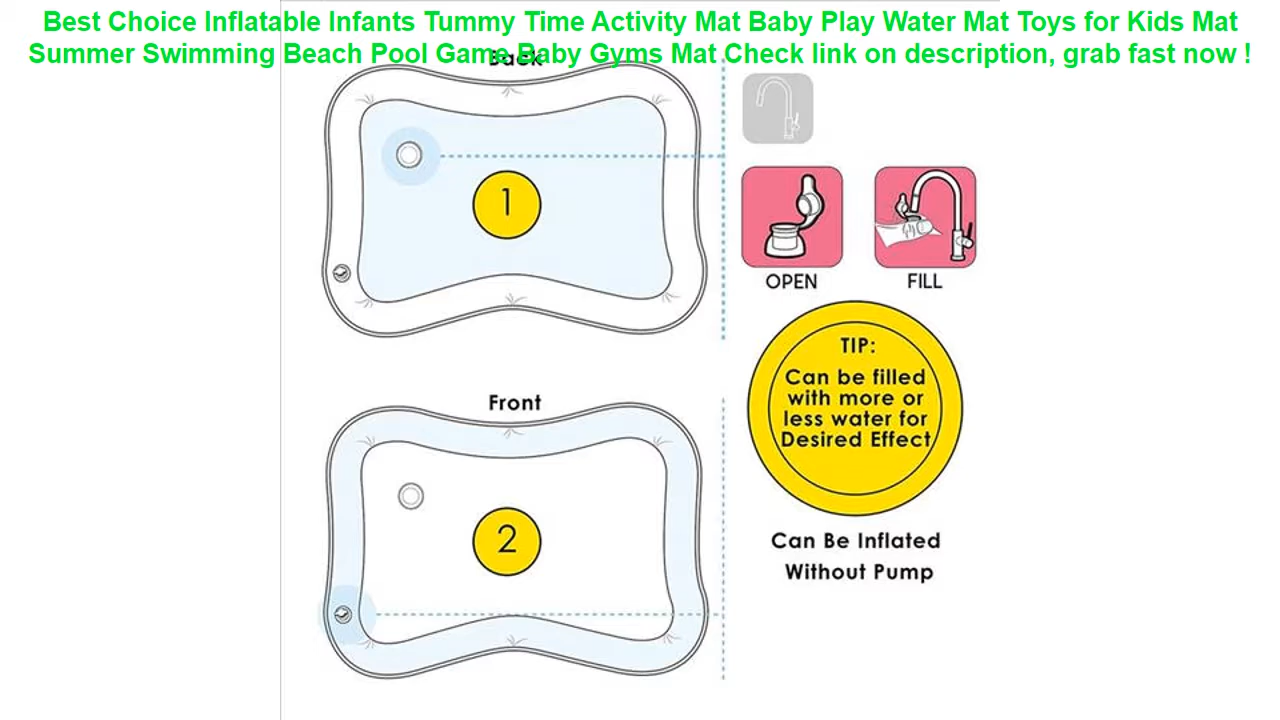 Best Choice Inflatable Infants Tummy Time Activity Mat Baby Play Water Mat Toys for Kids Mat
Summer Swimming Beach Pool Game Baby Gyms Mat Check link on description, grab fast now !
Back
1
OPEN
FILL
TIP:
Can be filled
with more or
less water for
Desired Effect
Front
2
Can Be Inflated
Without Pump